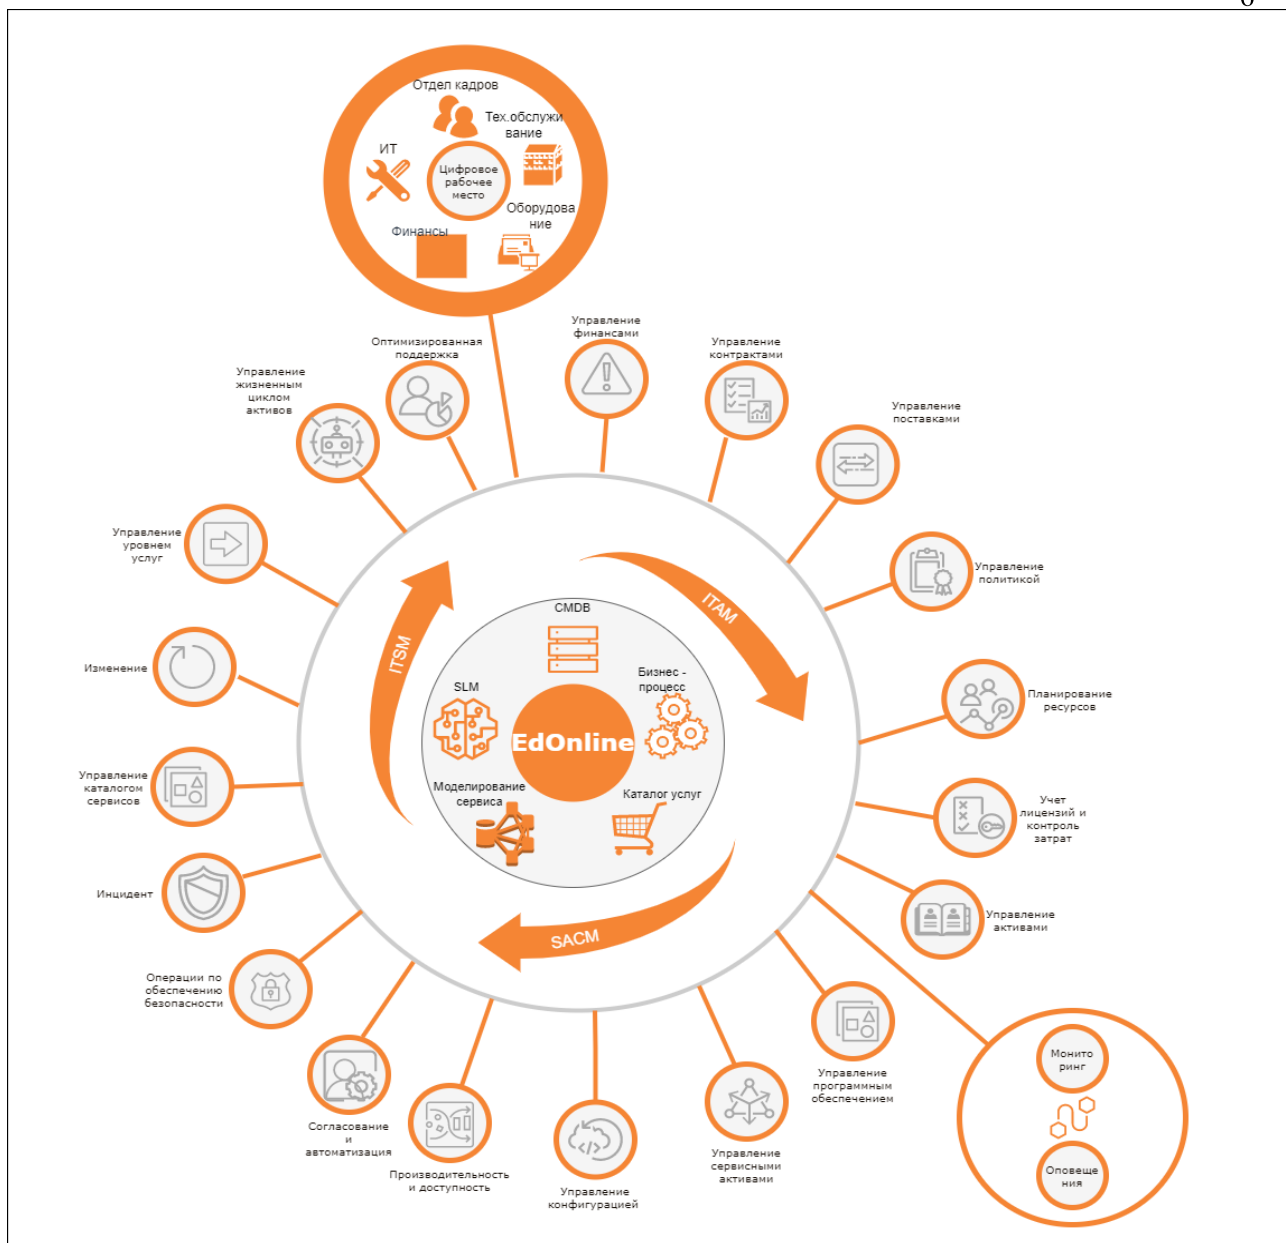 6
Отдел кадров
Тех.обслужи
вание
ИТ
Цифровое
рабочее
место
Оборудова
ние
Финансы
Управление
финансами
Оптимизированная
поддержка
Управление
контрактами
Управление
жизненным
циклом
активов
Управление
поставками
Управление
уровнем
услуг
Управление
политикой
ITAM
CMDB
ITSM
Изменение
SLM
Бизнес -
процесс
Планирование
ресурсов
EdOnline
Управление
каталогом
сервисов
Моделирование
сервиса
Каталог услуг
Учет
лицензий и
контроль
затрат
Инцидент
Управление
активами
SACM
Операции по
обеспечению
безопасности
Монито
ринг
Управление
программным
обеспечением
Согласование
и
автоматизация
Управление
сервисными
активами
Производительность
и доступность
Управление
конфигурацией
Оповеще
ния